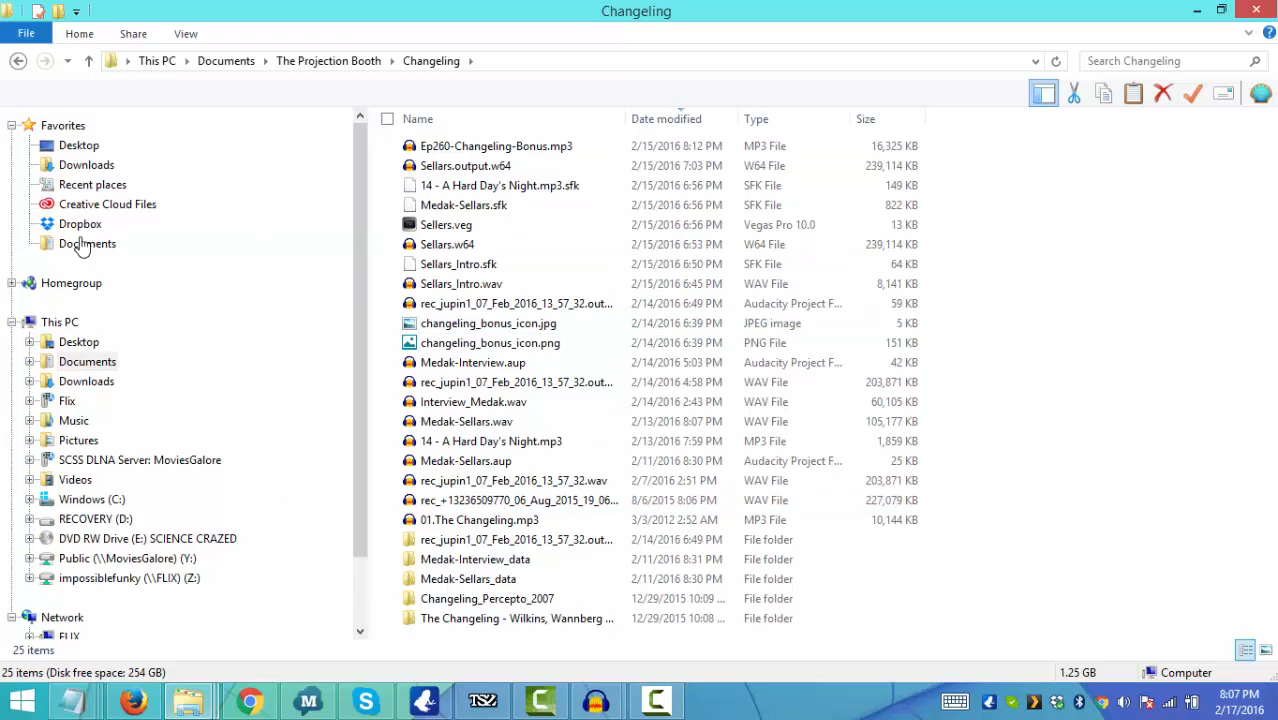 Changeling
File Home Share View
This PC Documents The Projection Booth Changeling Search Changeling
Name Date modified Type Size
Favorites
Desktop
Downloads
Recent places
Creative Cloud Files
Dropbox
Documents
Homegroup
This PC
Desktop
Documents
Downloads
Flix
Music
Pictures
SCSS DLNA Server: MoviesGalore
Videos
Windows (C:)
RECOVERY (D:)
DVD RW Drive (E:) SCIENCE CRAZED
Public (\\MoviesGalore) (Y:)
impossiblefunky (\\FLIX) (Z:)
Network
FLIX
Ep260-Changeling-Bonus.mp3 2/15/2016 8:12 PM MP3 File 16,325 KB
Sellars.output.w64 2/15/2016 7:03 PM W64 File 239,114 KB
14 - A Hard Day's Night.mp3.sfk 2/15/2016 6:56 PM SFK File 149 KB
Medak-Sellars.sfk 2/15/2016 6:56 PM SFK File 822 KB
Sellers.veg 2/15/2016 6:56 PM Vegas Pro 10.0 13 KB
Sellars.w64 2/15/2016 6:53 PM W64 File 239,114 KB
Sellars_Intro.sfk 2/15/2016 6:50 PM SFK File 64 KB
Sellars_Intro.wav 2/15/2016 6:45 PM WAV File 8,141 KB
rec_jupin1_07_Feb_2016_13_57_32.out... 2/14/2016 6:49 PM Audacity Project F... 59 KB
changeling_bonus_icon.jpg 2/14/2016 6:39 PM JPEG image 5 KB
changeling_bonus_icon.png 2/14/2016 6:39 PM PNG File 151 KB
Medak-Interview.aup 2/14/2016 5:03 PM Audacity Project F... 42 KB
rec_jupin1_07_Feb_2016_13_57_32.out... 2/14/2016 4:58 PM WAV File 203,871 KB
Interview_Medak.wav 2/14/2016 2:43 PM WAV File 60,105 KB
Medak-Sellars.wav 2/13/2016 8:07 PM WAV File 105,177 KB
14 - A Hard Day's Night.mp3 2/13/2016 7:59 PM MP3 File 1,859 KB
Medak-Sellars.aup 2/11/2016 8:30 PM Audacity Project F... 25 KB
rec_jupin1_07_Feb_2016_13_57_32.wav 2/7/2016 2:51 PM WAV File 203,871 KB
rec_+13236509770_06_Aug_2015_19_06... 8/6/2015 8:06 PM WAV File 227,079 KB
01.The Changeling.mp3 3/3/2012 2:52 AM MP3 File 10,144 KB
rec_jupin1_07_Feb_2016_13_57_32.out... 2/14/2016 6:49 PM File folder
Medak-Interview_data 2/11/2016 8:31 PM File folder
Medak-Sellars_data 2/11/2016 8:30 PM File folder
Changeling_Percepto_2007 12/29/2015 10:09 ... File folder
The Changeling - Wilkins, Wannberg ... 12/29/2015 10:08 ... File folder
25 items
25 items (Disk free space: 254 GB) 1.25 GB Computer
TS2 8:07 PM
2/17/2016